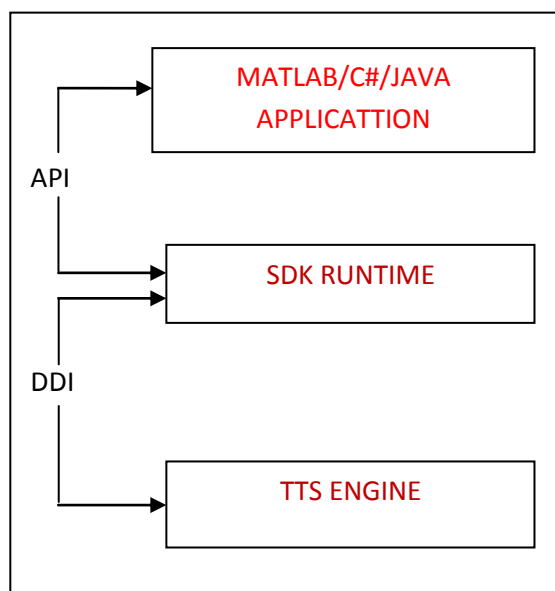 MATLAB/C#/JAVA
APPLICATTION
API
SDK RUNTIME
DDI
TTS ENGINE